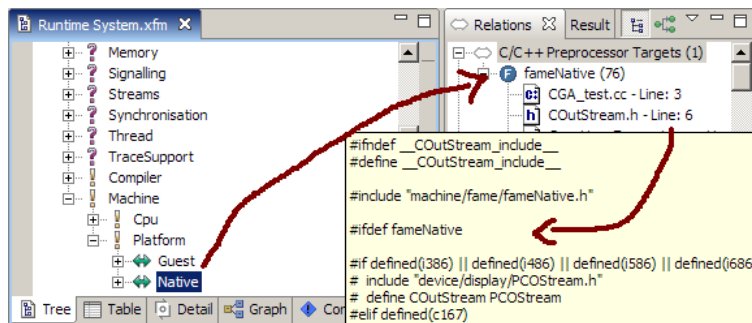 Runtime System.xfm
Memory
Signalling
Streams
Synchronisation
Thread
TraceSupport
Compiler
Machine
Cpu
Platform
Guest
Native
Tree
Table
Detail
Graph
Relations
Result
C/C++ Preprocessor Targets (1)
F fameNative (76)
c: CGA_test.cc - Line: 3
h COutStream.h - Line: 6
#ifndef __COutStream_include__
#define __COutStream_include__
#include "machine/fame/fameNative.h"
#ifdef fameNative
#if defined(i386) || defined(i486) || defined(i586) || defined(i686
# include "device/display/PCOStream.h"
# define COutStream PCOStream
#elif defined(c167)